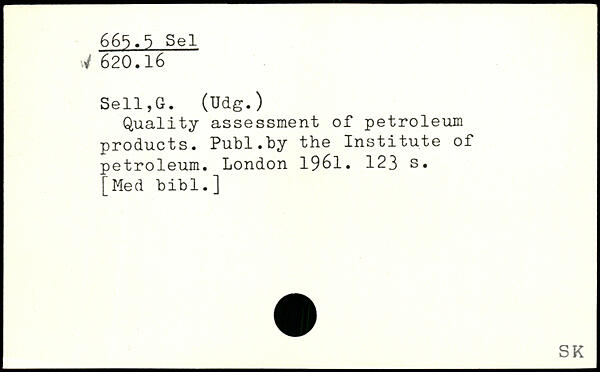 665.5 Sel
620.16
Sell,G. (Udg.)
Quality assessment of petroleum
products. Publ.by the Institute of
petroleum. London 1961. 123 s.
[Med bibl.]
SK